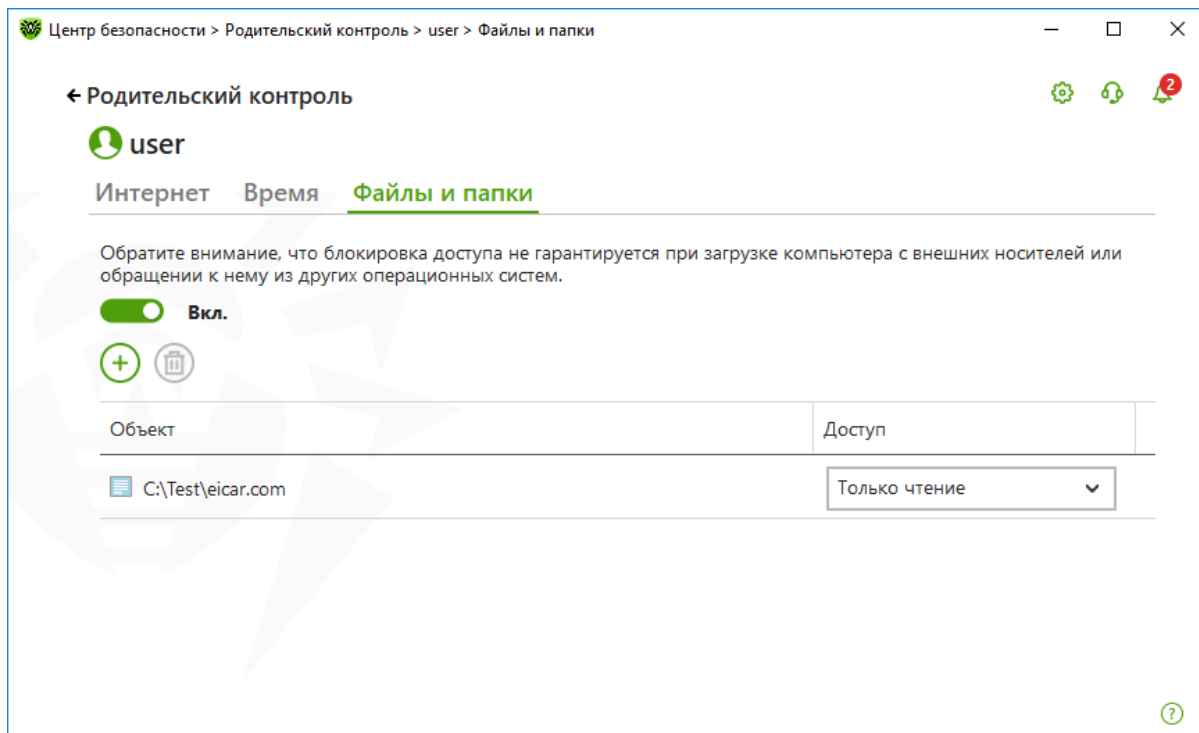 Центр безопасности > Родительский контроль > user > Файлы и папки
Родительский контроль
2
user
Интернет Время Файлы и папки
Обратите внимание, что блокировка доступа не гарантируется при загрузке компьютера с внешних носителей или
обращении к нему из других операционных систем.
Вкл.
Объект Доступ
C:\Test\eicar.com Только чтение
?